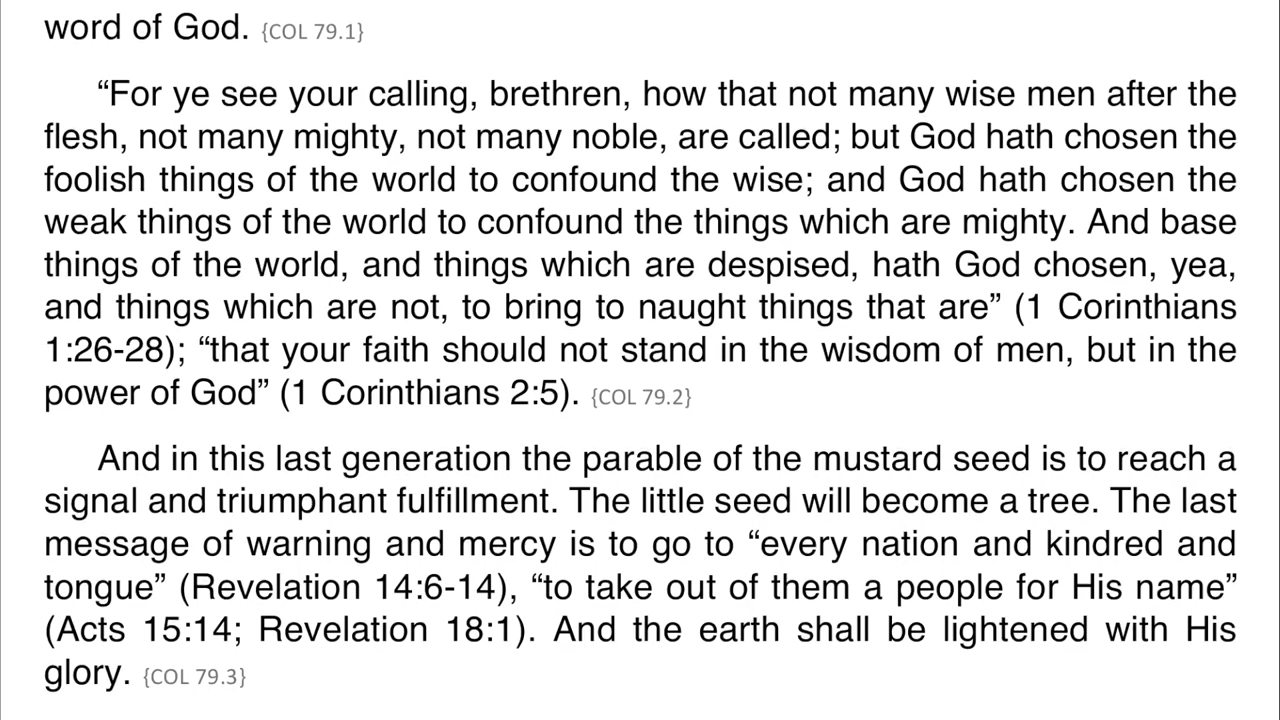 word of God. {COL 79.1}
“For ye see your calling, brethren, how that not many wise men after the
flesh, not many mighty, not many noble, are called; but God hath chosen the
foolish things of the world to confound the wise; and God hath chosen the
weak things of the world to confound the things which are mighty. And base
things of the world, and things which are despised, hath God chosen, yea,
and things which are not, to bring to naught things that are” (1 Corinthians
1:26-28); “that your faith should not stand in the wisdom of men, but in the
power of God” (1 Corinthians 2:5). {COL 79.2}
And in this last generation the parable of the mustard seed is to reach a
signal and triumphant fulfillment. The little seed will become a tree. The last
message of warning and mercy is to go to “every nation and kindred and
tongue” (Revelation 14:6-14), “to take out of them a people for His name”
(Acts 15:14; Revelation 18:1). And the earth shall be lightened with His
glory. {COL 79.3}